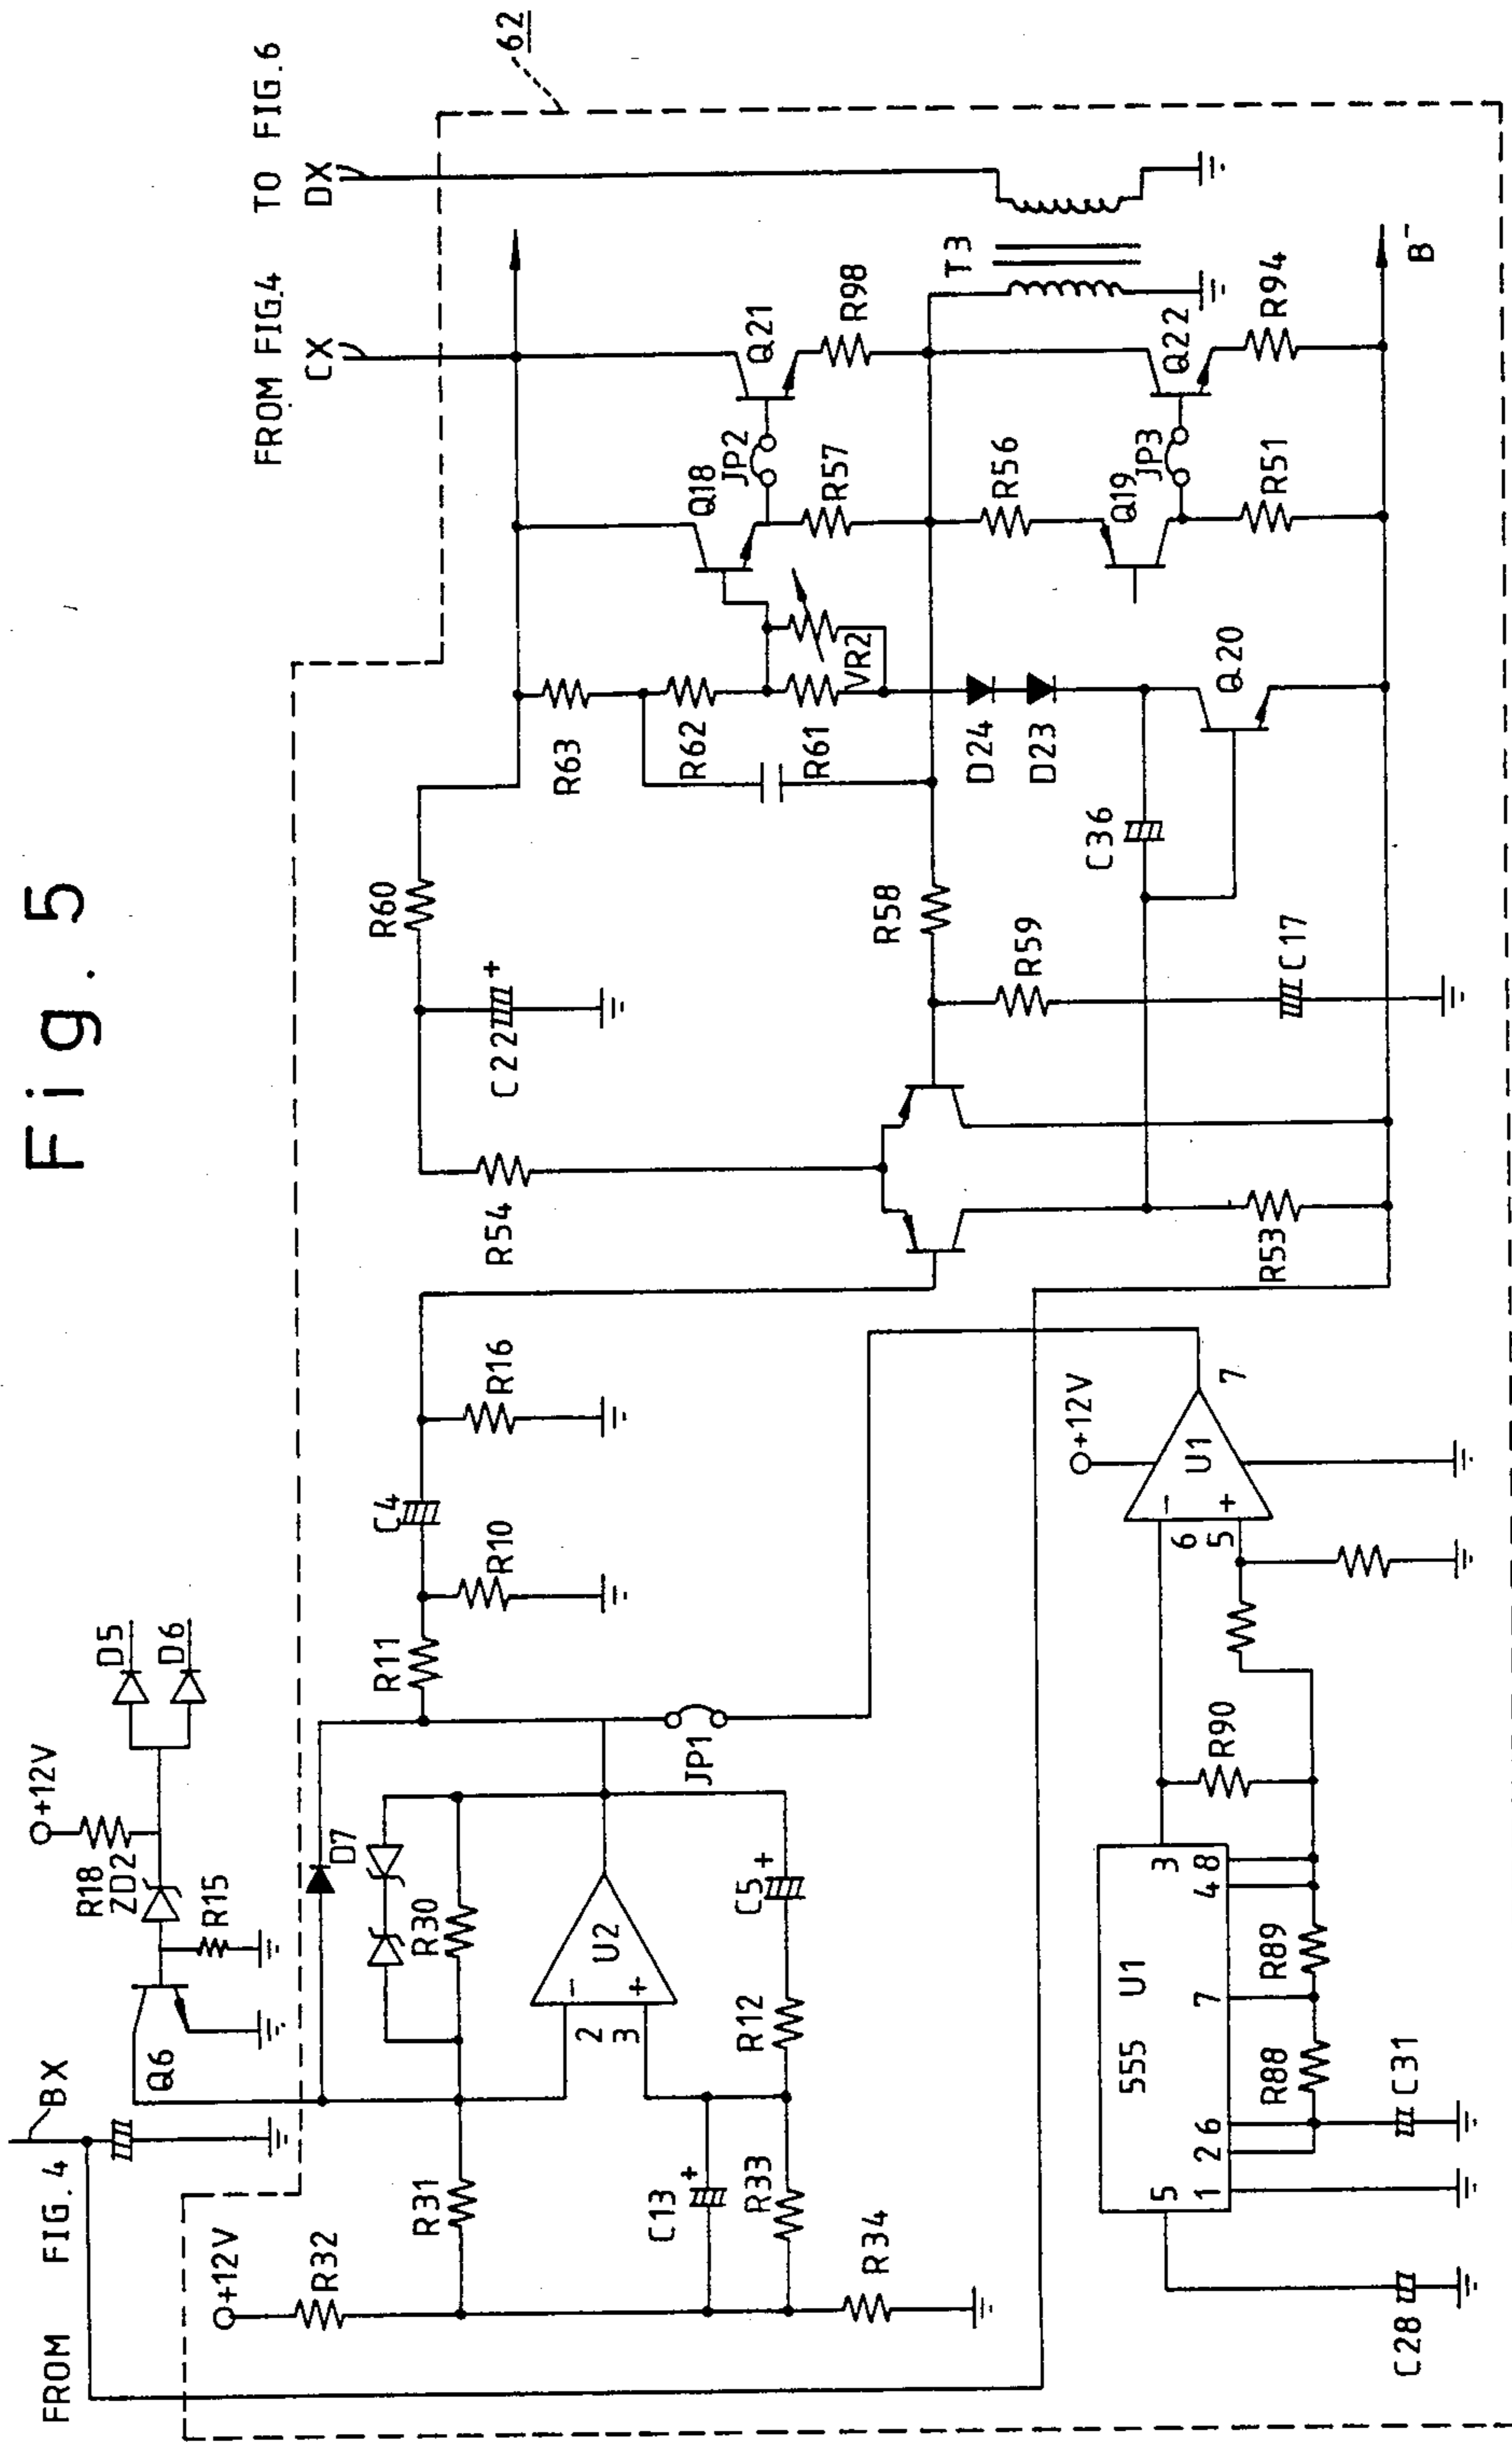 Fig. 5
FROM FIG. 4
BX
FROM FIG.4
CX
TO FIG. 6
DX
62
+12V
R18
ZD2
D5
D6
Q6
R15
+12V
R32
R31
D7
R30
U2
-
+
2
3
C13
+
R33
R34
R12
C5
+
JP1
R11
R10
C4
R16
R54
R60
C22
+
R63
R62
R61
VR2
Q18
JP2
Q21
R57
R98
T3
R58
R59
C17
D24
D23
C36
Q20
R56
Q19
JP3
Q22
R51
R94
B-
R53
555 U1
5
1
2
6
7
4
8
3
C28
C31
R88
R89
R90
+12V
U1
-
+
6
5
7